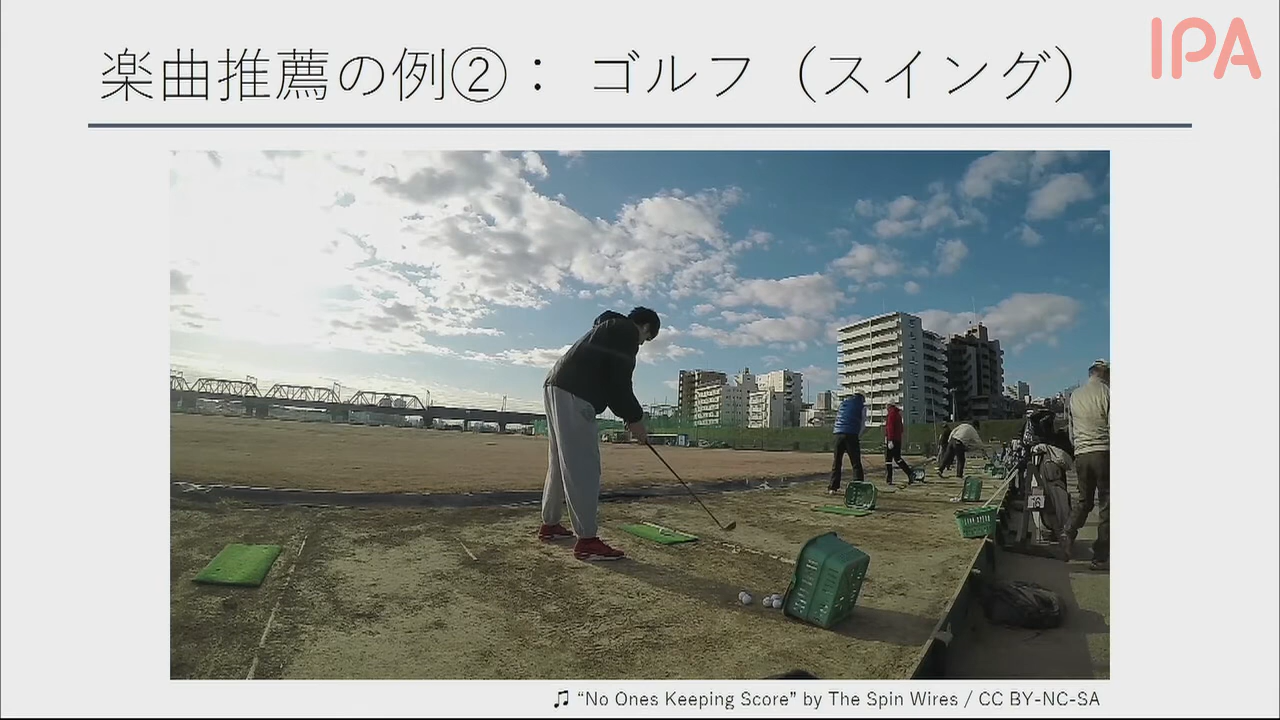 IPA
楽曲推薦の例②： ゴルフ（スイング）
16
♫ “No Ones Keeping Score” by The Spin Wires / CC BY-NC-SA